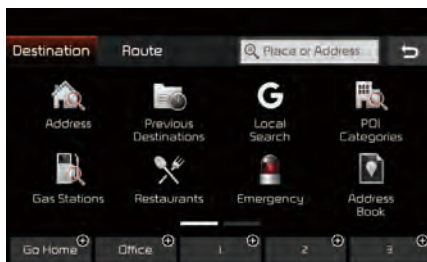 Destination
Route
Place or Address
Address
Previous
Destinations
G
Local
Search
POI
Categories
Gas Stations
Restaurants
Emergency
Address
Book
Go Home
Office
1
2
3